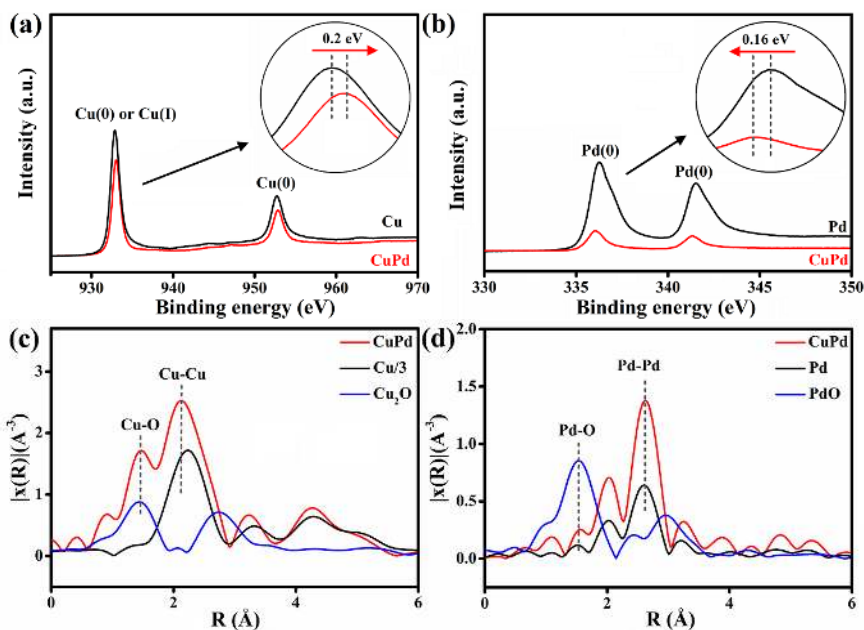 (a)
0.2 eV
Cu(0) or Cu(I)
Cu(0)
Cu
CuPd
Intensity (a.u.)
930
940
950
960
970
Binding energy (eV)
(b)
0.16 eV
Pd(0)
Pd(0)
Pd
CuPd
Intensity (a.u.)
330
335
340
345
350
Binding energy (eV)
(c)
CuPd
Cu/3
Cu₂O
Cu-Cu
Cu-O
|x(R)|(A⁻³)
3
2
1
0
0
2
4
6
R (Å)
(d)
CuPd
Pd
PdO
Pd-Pd
Pd-O
|x(R)|(A⁻³)
2.0
1.5
1.0
0.5
0.0
0
2
4
6
R (Å)